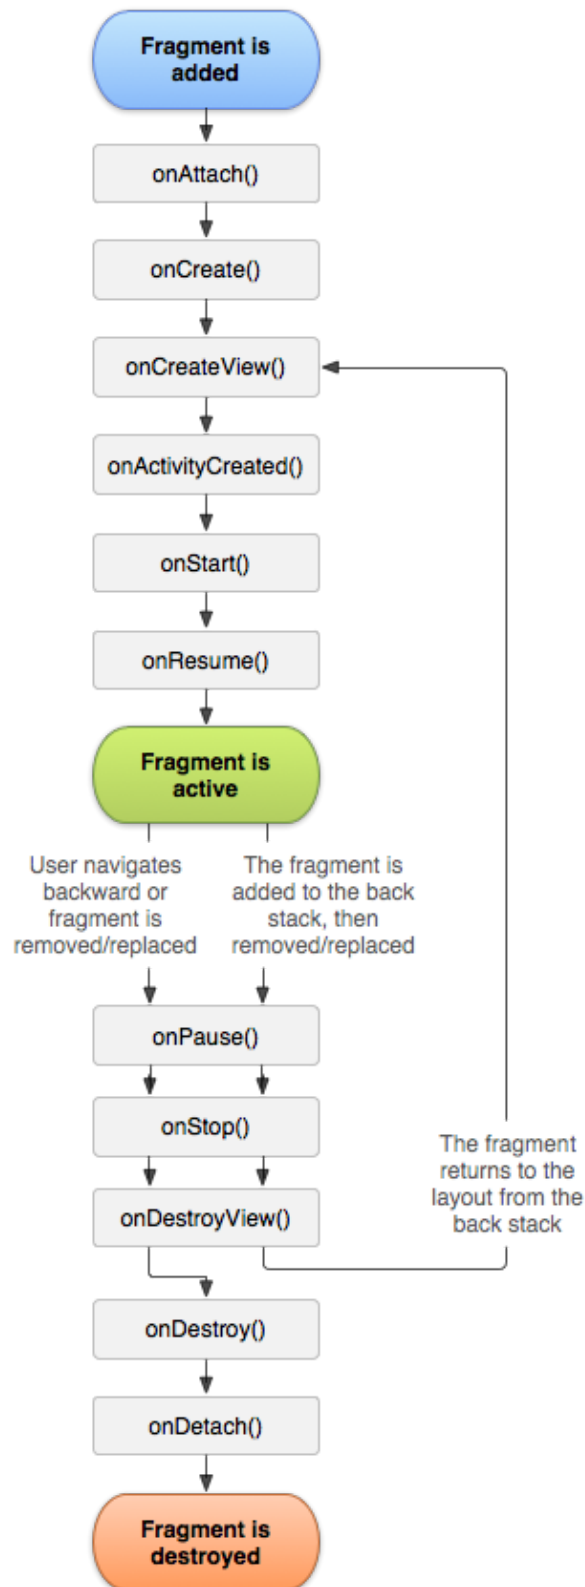 Fragment is
added
onAttach()
onCreate()
onCreateView()
onActivityCreated()
onStart()
onResume()
Fragment is
active
User navigates
backward or
fragment is
removed/replaced
The fragment is
added to the back
stack, then
removed/replaced
onPause()
onStop()
onDestroyView()
The fragment
returns to the
layout from the
back stack
onDestroy()
onDetach()
Fragment is
destroyed